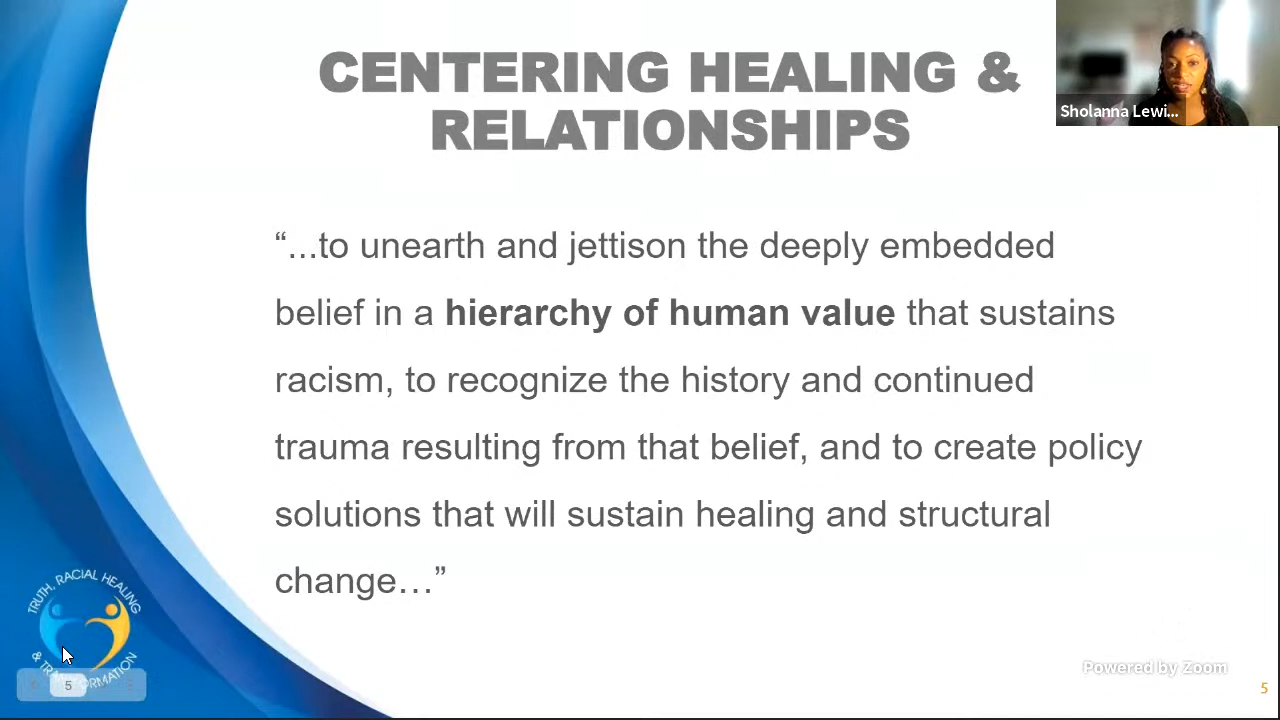 CENTERING HEALING &
RELATIONSHIPS
Sholanna Lewi...
“...to unearth and jettison the deeply embedded
belief in a hierarchy of human value that sustains
racism, to recognize the history and continued
trauma resulting from that belief, and to create policy
solutions that will sustain healing and structural
change…”
TRUTH, RACIAL HEALING
&
5
Powered by Zoom
5